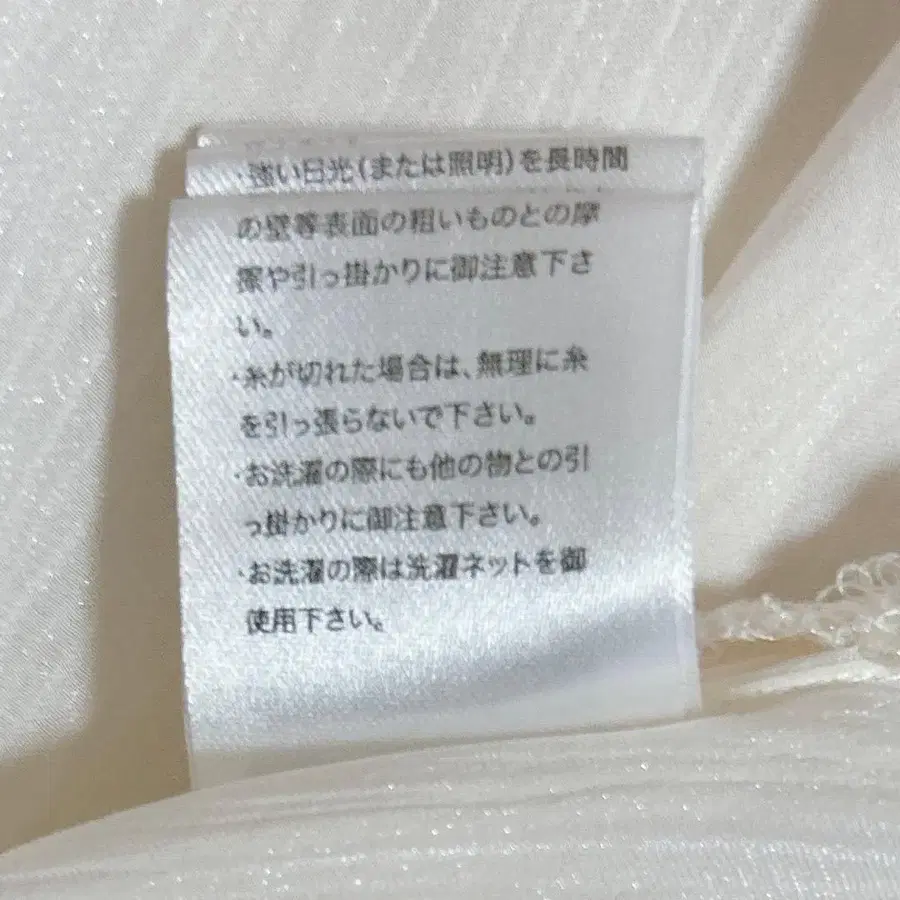 ·強い日光(または照明)を長時間
の壁等表面の粗いものとの摩
擦や引っ掛かりに御注意下さ
い。
·糸が切れた場合は、無理に糸
を引っ張らないで下さい。
·お洗濯の際にも他の物との引
っ掛かりに御注意下さい。
·お洗濯の際は洗濯ネットを御
使用下さい。